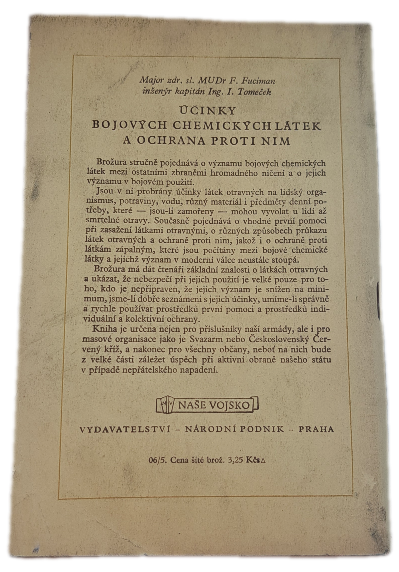 Major zdr. sl. MUDr F. Fuciman
inženýr kapitán Ing. I. Tomeček
ÚČINKY
BOJOVÝCH CHEMICKÝCH LÁTEK
A OCHRANA PROTI NIM
Brožura stručně pojednává o významu bojových chemických
látek mezi ostatními zbraněmi hromadného ničení a o jejich
významu v bojovém použití.
Jsou v ní probrány účinky látek otravných na lidský orga-
nismus, potraviny, vodu, různý materiál i předměty denní po-
třeby, které — jsou-li zamořeny — mohou vyvolat u lidí až
smrtelné otravy. Současně pojednává o vhodné první pomoci
při zasažení látkami otravnými, o různých způsobech průkazu
látek otravných a ochraně proti nim, jakož i o ochraně proti
látkám zápalným, které jsou počítány mezi bojové chemické
látky a jejichž význam v moderní válce neustále stoupá.
Brožura má dát čtenáři základní znalosti o látkách otravných
a ukázat, že nebezpečí při jejich použití je velké pouze pro to-
ho, kdo je nepřipraven, že jejich význam je snížen na mini-
mum, jsme-li dobře seznámeni s jejich účinky, umíme-li správně
a rychle používat prostředků první pomoci a prostředků indi-
viduální a kolektivní ochrany.
Kniha je určena nejen pro příslušníky naší armády, ale i pro
masové organisace jako je Svazarm nebo Československý Čer-
vený kříž, a nakonec pro všechny občany, neboť na nich bude
z velké části záležet úspěch při aktivní obraně našeho státu
v případě nepřátelského napadení.
NAŠE VOJSKO
VYDAVATELSTVÍ – NÁRODNÍ PODNIK – PRAHA
06/5. Cena šité brož. 3,25 Kčs